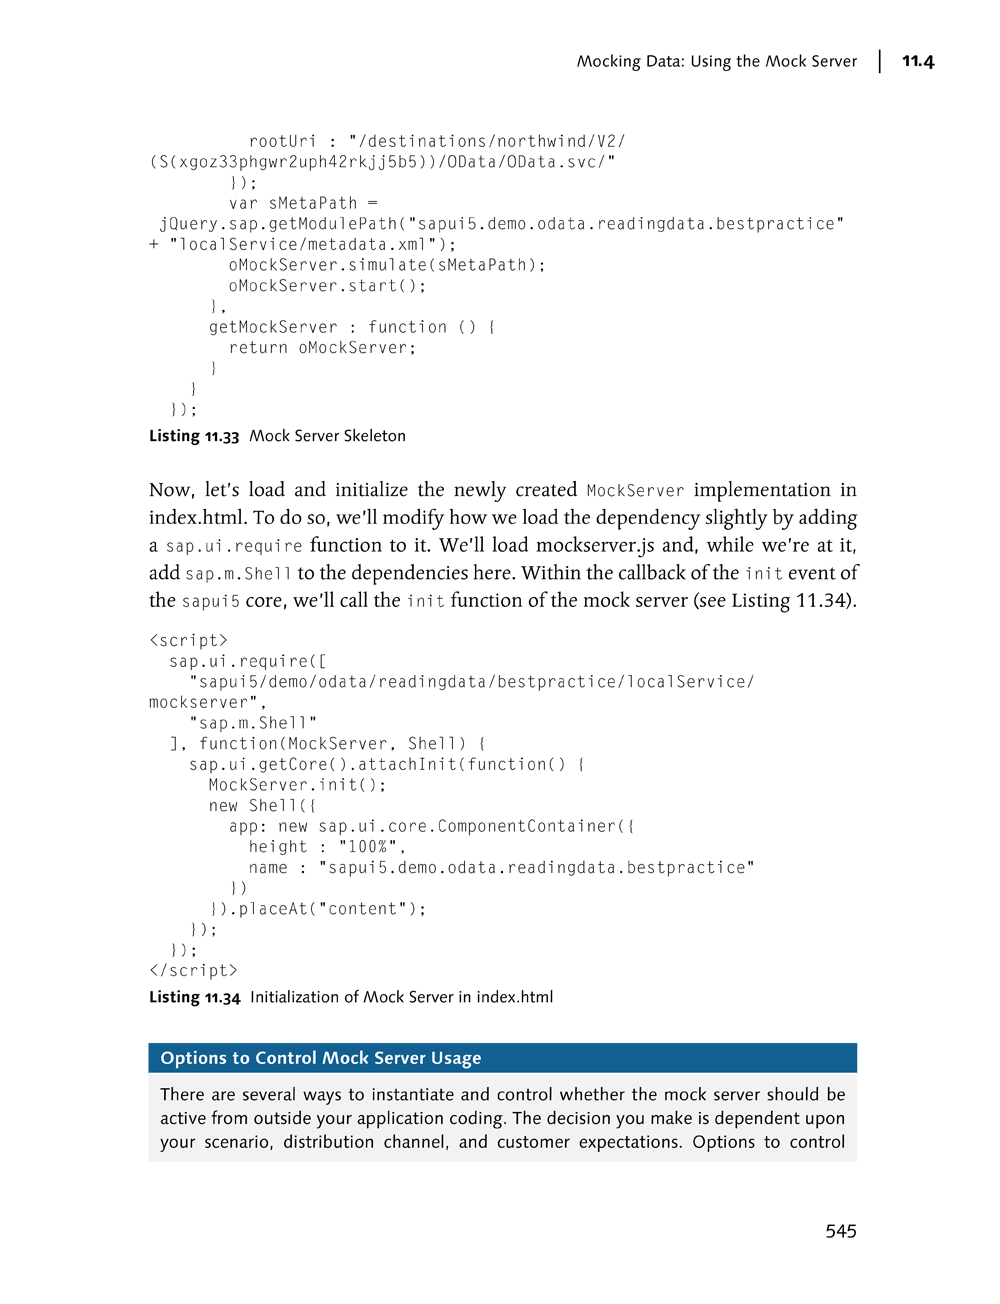 Mocking Data: Using the Mock Server | 11.4
rootUri : "/destinations/northwind/V2/
(S(xgoz33phgwr2uph42rkjj5b5))/OData/OData.svc/"
});
var sMetaPath =
jQuery.sap.getModulePath("sapui5.demo.odata.readingdata.bestpractice"
+ "localService/metadata.xml");
oMockServer.simulate(sMetaPath);
oMockServer.start();
},
getMockServer : function () {
return oMockServer;
}
}
});
Listing 11.33 Mock Server Skeleton
Now, let's load and initialize the newly created MockServer implementation in
index.html. To do so, we'll modify how we load the dependency slightly by adding
a sap.ui.require function to it. We'll load mockserver.js and, while we're at it,
add sap.m.Shell to the dependencies here. Within the callback of the init event of
the sapui5 core, we'll call the init function of the mock server (see Listing 11.34).
<script>
sap.ui.require([
"sapui5/demo/odata/readingdata/bestpractice/localService/
mockserver",
"sap.m.Shell"
], function(MockServer, Shell) {
sap.ui.getCore().attachInit(function() {
MockServer.init();
new Shell({
app: new sap.ui.core.ComponentContainer({
height : "100%",
name : "sapui5.demo.odata.readingdata.bestpractice"
})
}).placeAt("content");
});
});
</script>
Listing 11.34 Initialization of Mock Server in index.html
Options to Control Mock Server Usage
There are several ways to instantiate and control whether the mock server should be
active from outside your application coding. The decision you make is dependent upon
your scenario, distribution channel, and customer expectations. Options to control
545